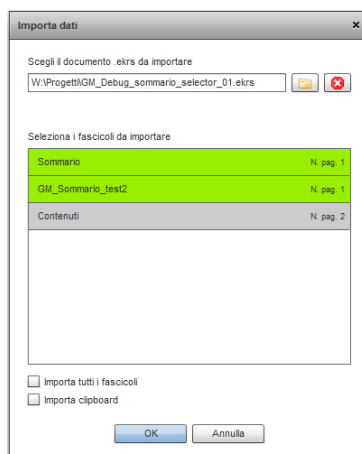 Importa dati
Scegli il documento .ekrs da importare
W:\Progetti\GM_Debug_sommario_selector_01.ekrs
Seleziona i fascicoli da importare
Sommario N. pag. 1
GM_Sommario_test2 N. pag. 1
Contenuti N. pag. 2
Importa tutti i fascicoli
Importa clipboard
OK Annulla